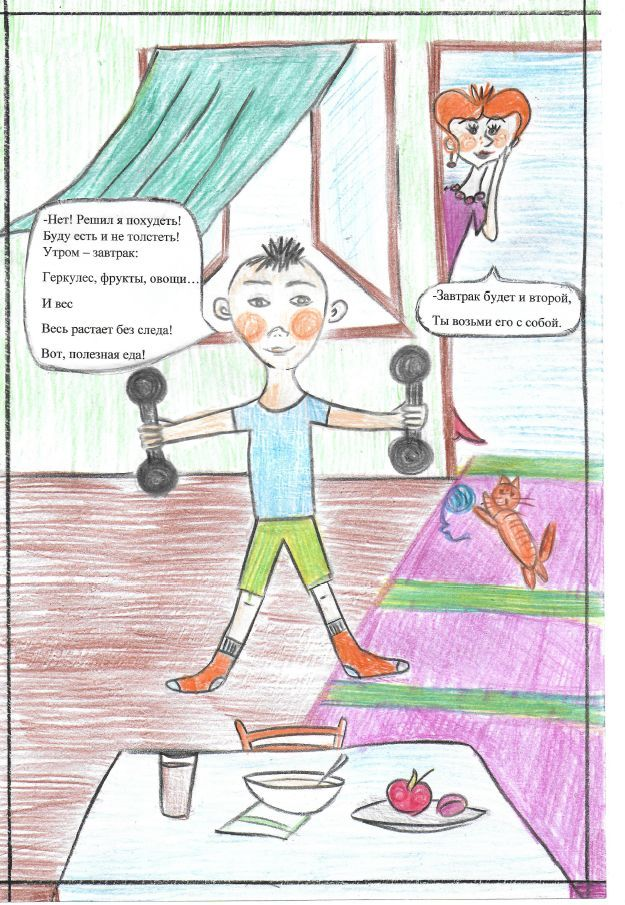 -Нет! Решил я похудеть!
Буду есть и не толстеть!
Утром – завтрак:
Геркулес, фрукты, овощи…
И вес
Весь растает без следа!
Вот, полезная еда!
-Завтрак будет и второй,
Ты возьми его с собой.